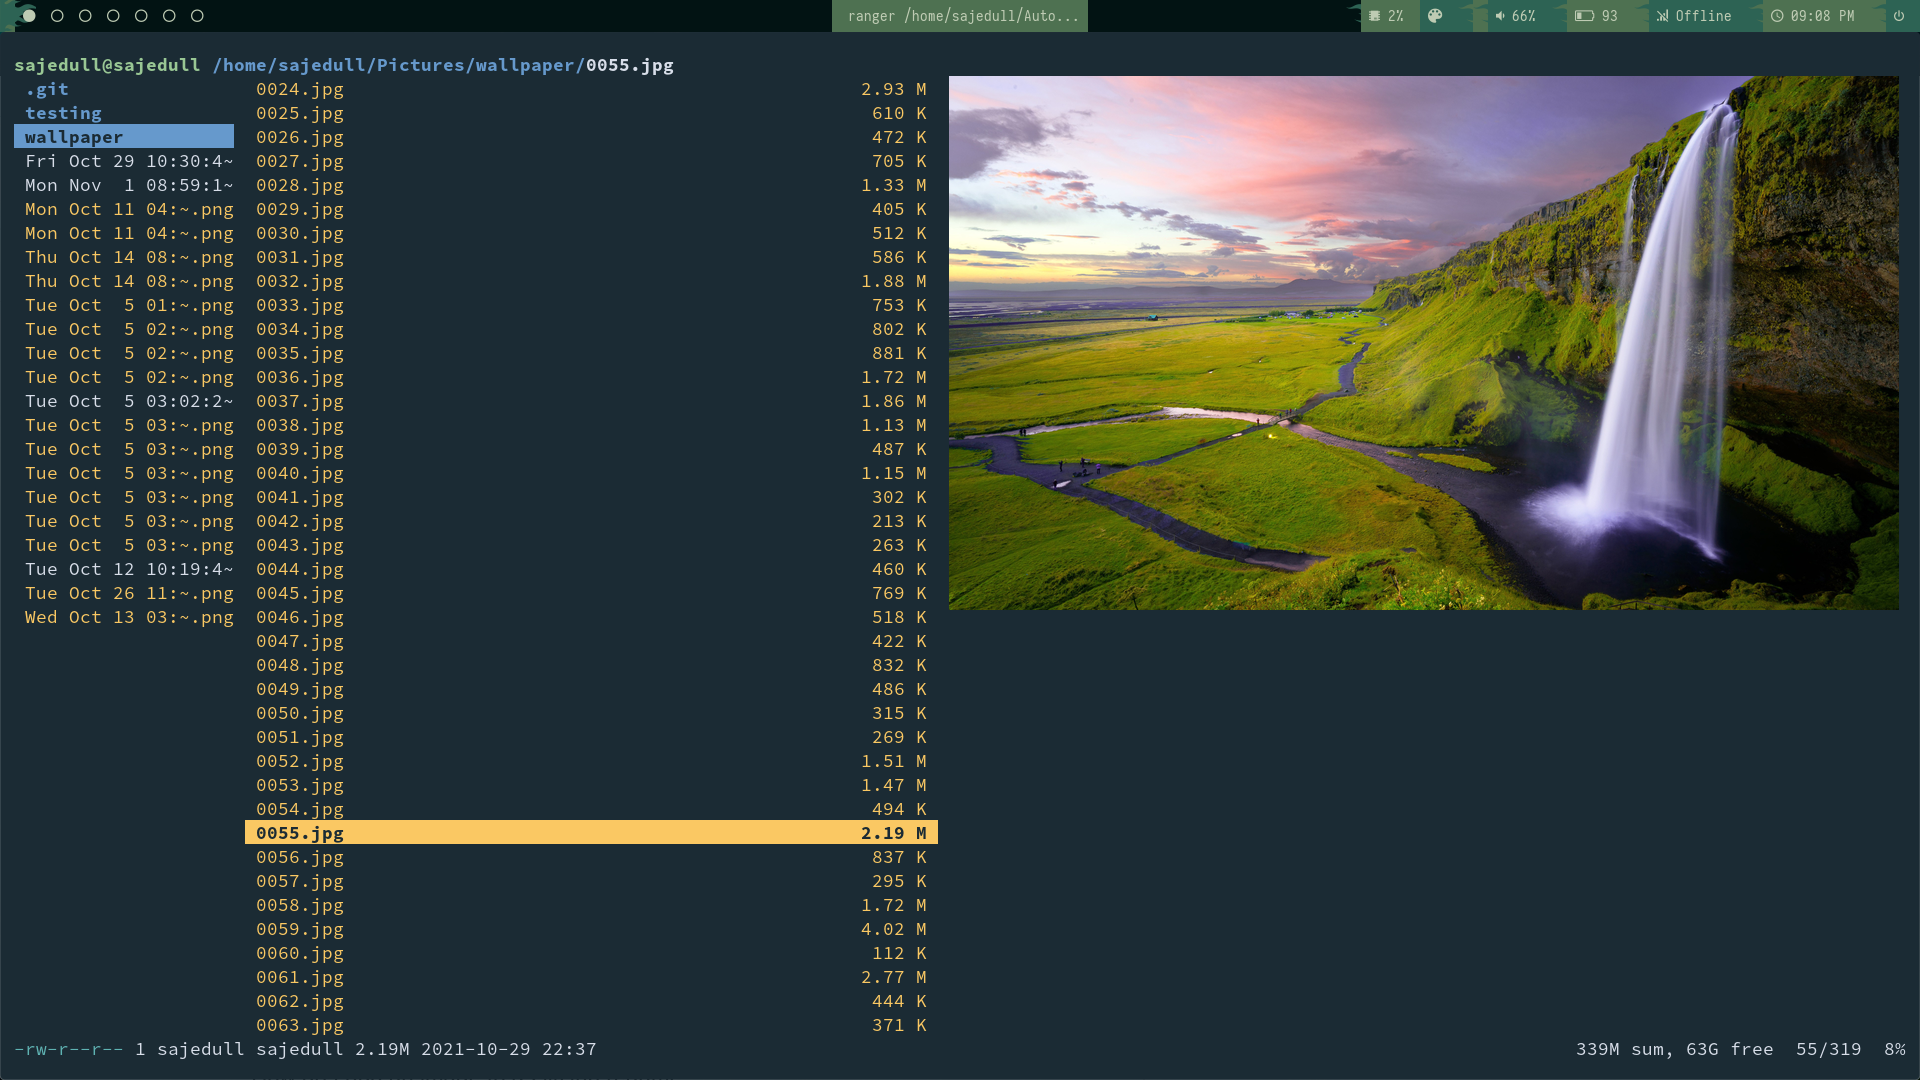 ranger /home/sajedull/Auto... 2% 66% 93 Offline 09:08 PM
sajedull@sajedull /home/sajedull/Pictures/wallpaper/0055.jpg
.git 0024.jpg 2.93 M
testing 0025.jpg 610 K
wallpaper 0026.jpg 472 K
Fri Oct 29 10:30:4~ 0027.jpg 705 K
Mon Nov  1 08:59:1~ 0028.jpg 1.33 M
Mon Oct 11 04:~.png 0029.jpg 405 K
Mon Oct 11 04:~.png 0030.jpg 512 K
Thu Oct 14 08:~.png 0031.jpg 586 K
Thu Oct 14 08:~.png 0032.jpg 1.88 M
Tue Oct  5 01:~.png 0033.jpg 753 K
Tue Oct  5 02:~.png 0034.jpg 802 K
Tue Oct  5 02:~.png 0035.jpg 881 K
Tue Oct  5 02:~.png 0036.jpg 1.72 M
Tue Oct  5 03:02:2~ 0037.jpg 1.86 M
Tue Oct  5 03:~.png 0038.jpg 1.13 M
Tue Oct  5 03:~.png 0039.jpg 487 K
Tue Oct  5 03:~.png 0040.jpg 1.15 M
Tue Oct  5 03:~.png 0041.jpg 302 K
Tue Oct  5 03:~.png 0042.jpg 213 K
Tue Oct  5 03:~.png 0043.jpg 263 K
Tue Oct 12 10:19:4~ 0044.jpg 460 K
Tue Oct 26 11:~.png 0045.jpg 769 K
Wed Oct 13 03:~.png 0046.jpg 518 K
0047.jpg 422 K
0048.jpg 832 K
0049.jpg 486 K
0050.jpg 315 K
0051.jpg 269 K
0052.jpg 1.51 M
0053.jpg 1.47 M
0054.jpg 494 K
0055.jpg 2.19 M
0056.jpg 837 K
0057.jpg 295 K
0058.jpg 1.72 M
0059.jpg 4.02 M
0060.jpg 112 K
0061.jpg 2.77 M
0062.jpg 444 K
0063.jpg 371 K
-rw-r--r-- 1 sajedull sajedull 2.19M 2021-10-29 22:37 339M sum, 63G free 55/319 8%